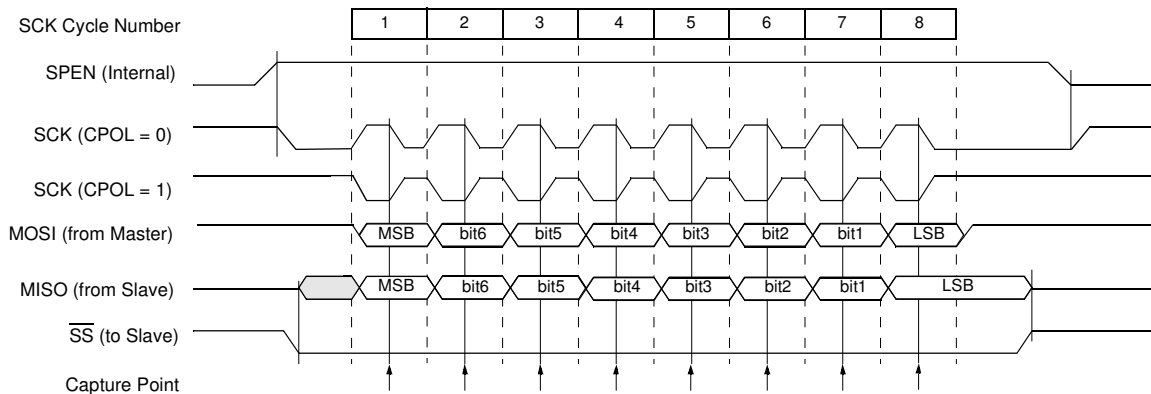 SCK Cycle Number 1 2 3 4 5 6 7 8
SPEN (Internal)
SCK (CPOL = 0)
SCK (CPOL = 1)
MOSI (from Master) MSB bit6 bit5 bit4 bit3 bit2 bit1 LSB
MISO (from Slave) MSB bit6 bit5 bit4 bit3 bit2 bit1 LSB
S̅S̅ (to Slave)
Capture Point